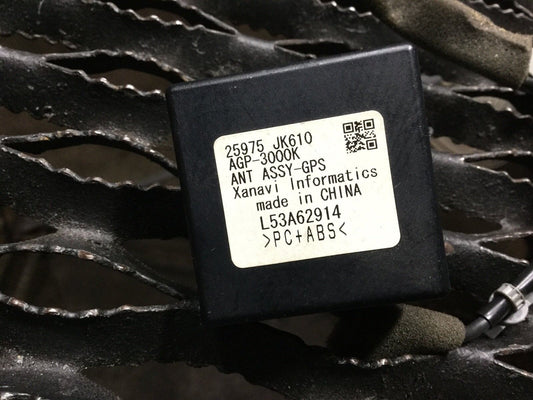 25975 JK610
AGP-3000K
ANT ASSY-GPS
Xanavi Informatics
made in CHINA
L53A62914
>PC+ABS<